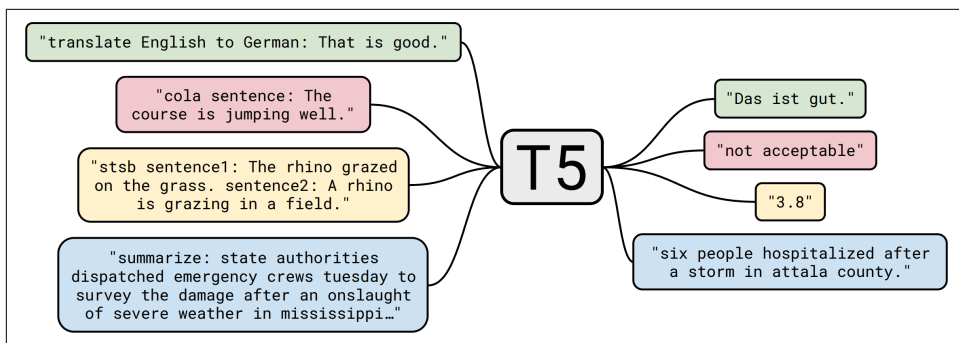 "translate English to German: That is good."
"cola sentence: The
course is jumping well."
"stsb sentence1: The rhino grazed
on the grass. sentence2: A rhino
is grazing in a field."
"summarize: state authorities
dispatched emergency crews tuesday to
survey the damage after an onslaught
of severe weather in mississippi…"
T5
"Das ist gut."
"not acceptable"
"3.8"
"six people hospitalized after
a storm in attala county."